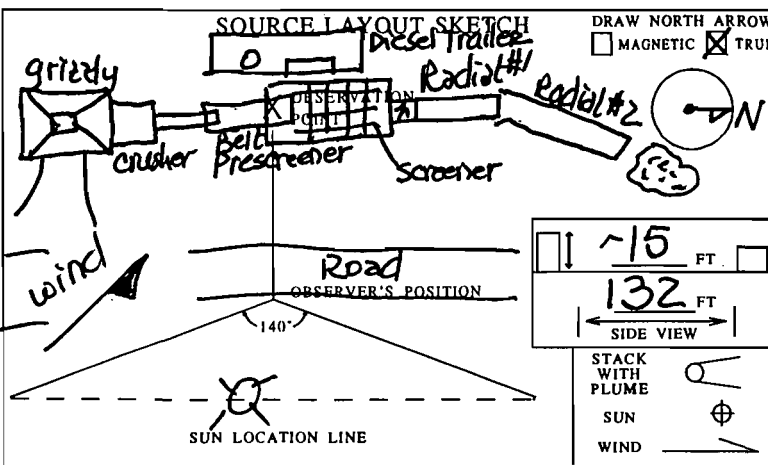 SOURCE LAYOUT SKETCH
DRAW NORTH ARROW
MAGNETIC TRUE
Diesel Trailer
grizzly
Radial #1
Radial #2
OBSERVATION
POINT
N
crusher
Belt
Prescreener
screener
wind
Road
OBSERVER'S POSITION
140°
~15 FT
132 FT
SIDE VIEW
STACK
WITH
PLUME
SUN
WIND
SUN LOCATION LINE